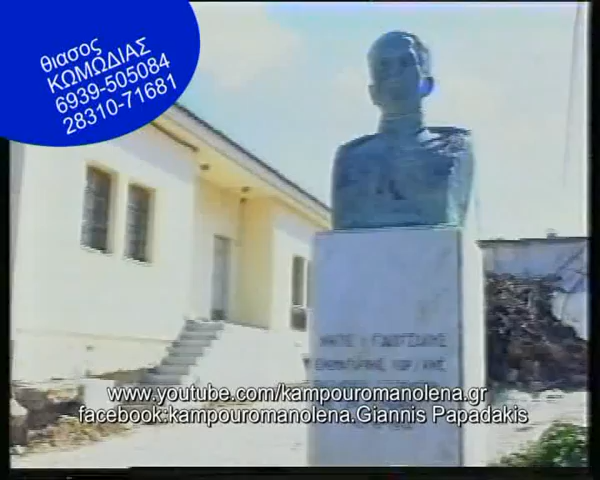 θιασος
ΚΩΜΩΔΙΑΣ
6939-505084
28310-71681
www.youtube.com/kampouromanolena.gr
facebook:kampouromanolena.Giannis Papadakis